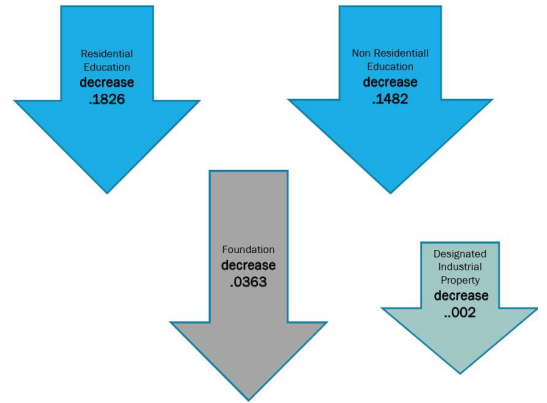 Residential
Education
decrease
.1826
Non Residentiall
Education
decrease
.1482
Foundation
decrease
.0363
Designated
Industrial
Property
decrease
..002